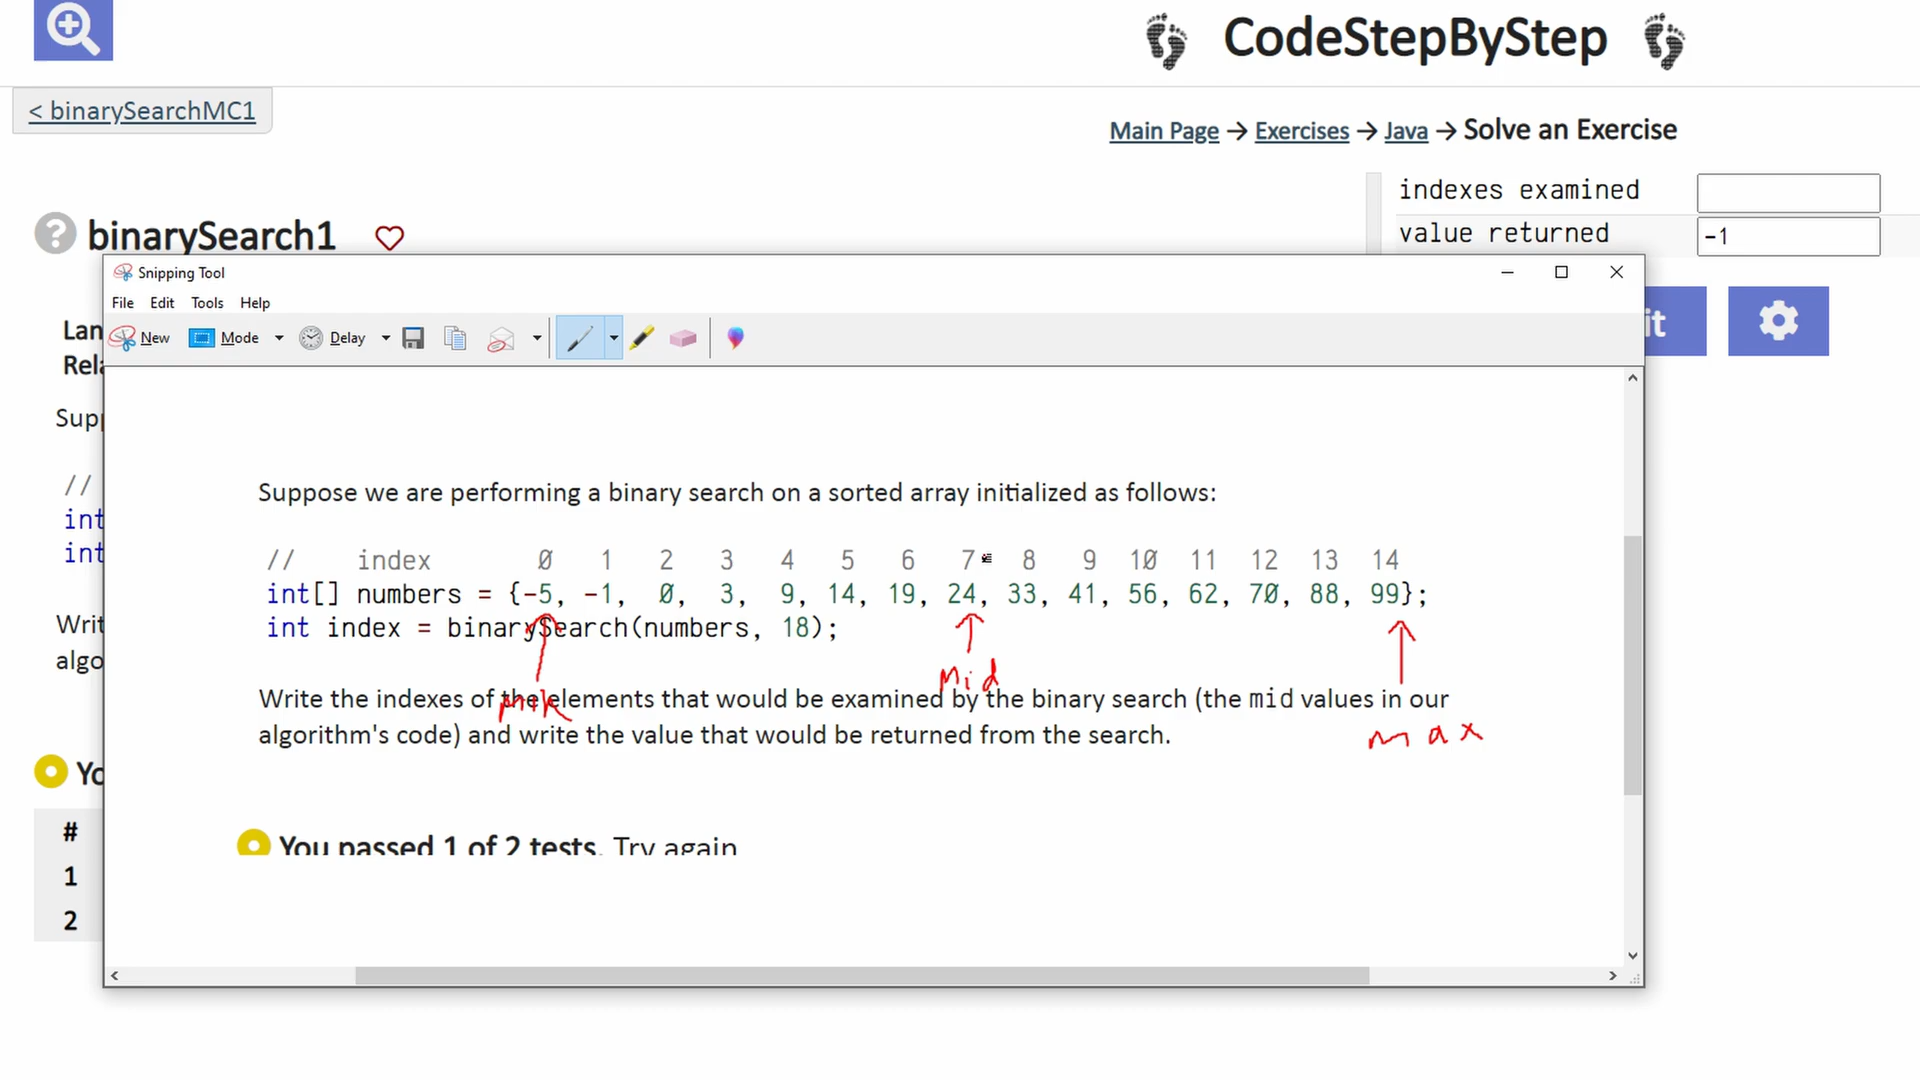 CodeStepByStep
< binarySearchMC1
Main Page → Exercises → Java → Solve an Exercise
indexes examined
value returned -1
? binarySearch1
Snipping Tool
File Edit Tools Help
New Mode Delay
it
Lan
Rela
Supp
//
int
int
Writ
algo
Yo
#
1
2
Suppose we are performing a binary search on a sorted array initialized as follows:
// index 0 1 2 3 4 5 6 7 8 9 10 11 12 13 14
int[] numbers = {-5, -1, 0, 3, 9, 14, 19, 24, 33, 41, 56, 62, 70, 88, 99};
int index = binarySearch(numbers, 18);
Mid
Write the indexes of the elements that would be examined by the binary search (the mid values in our
algorithm's code) and write the value that would be returned from the search.
max
You passed 1 of 2 tests. Try again